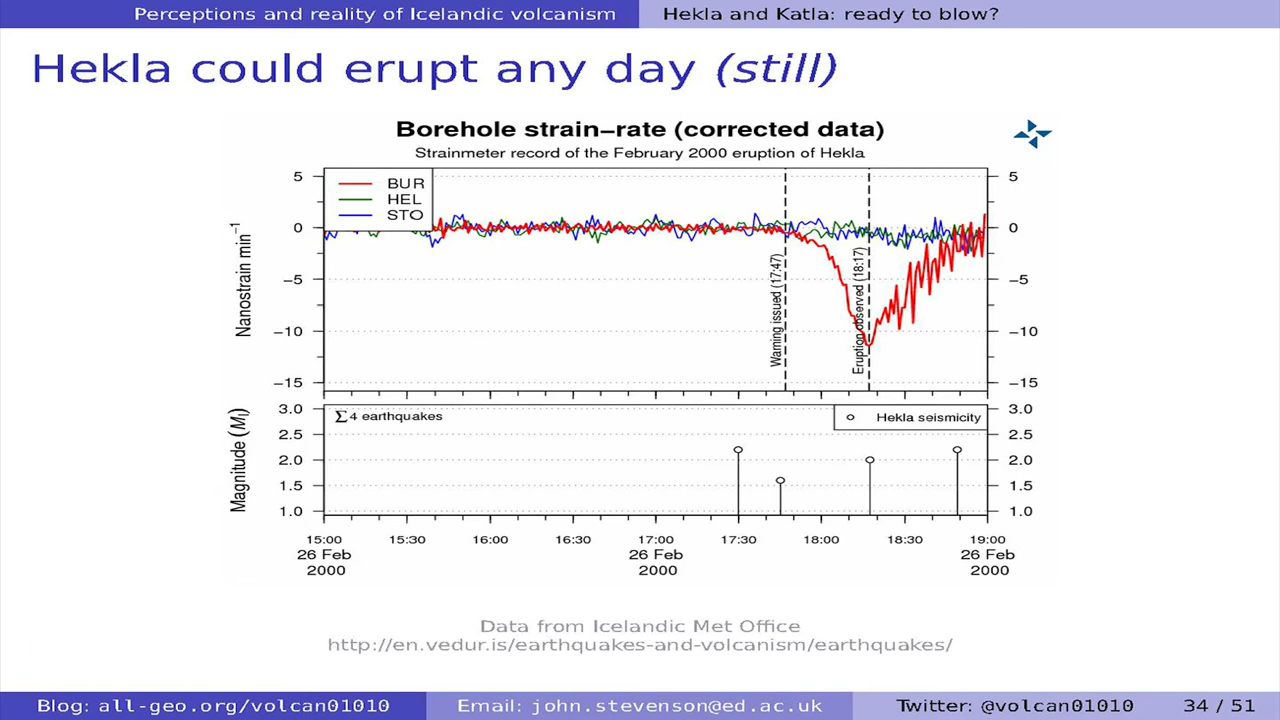 Perceptions and reality of Icelandic volcanism
Hekla and Katla: ready to blow?
Hekla could erupt any day (still)
Borehole strain−rate (corrected data)
Strainmeter record of the February 2000 eruption of Hekla
BUR
HEL
STO
5
0
−5
−10
−15
5
0
−5
−10
−15
Nanostrain min⁻¹
Warning issued (17:47)
Eruption observed (18:17)
Σ 4 earthquakes
Hekla seismicity
3.0
2.5
2.0
1.5
1.0
3.0
2.5
2.0
1.5
1.0
Magnitude (Ml)
15:00 15:30 16:00 16:30 17:00 17:30 18:00 18:30 19:00
26 Feb 26 Feb 26 Feb
2000 2000 2000
Data from Icelandic Met Office
http://en.vedur.is/earthquakes-and-volcanism/earthquakes/
Blog: all-geo.org/volcan01010
Email: john.stevenson@ed.ac.uk
Twitter: @volcan01010
34 / 51